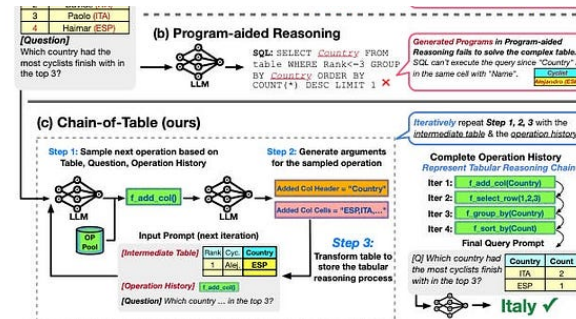 3 Paolo (ITA)
4 Haimar (ESP)
[Question]
Which country had the
most cyclists finish with in
the top 3?
(b) Program-aided Reasoning
LLM
SQL: SELECT Country FROM
table WHERE Rank<=3 GROUP
BY Country ORDER BY
COUNT(*) DESC LIMIT 1
Generated Programs in Program-aided
Reasoning fails to solve the complex table.
SQL can't execute the query since "Country"
in the same cell with "Name".
Cyclist
Alejandro (ESP)
(c) Chain-of-Table (ours)
Iteratively repeat Step 1, 2, 3 with the
intermediate table & the operation history
Step 1: Sample next operation based on
Table, Question, Operation History
LLM
OP
Pool
f_add_col()
LLM
Step 2: Generate arguments
for the sampled operation
Added Col Header = "Country"
Added Col Cells = "ESP,ITA,..."
Step 3:
Transform table to
store the tabular
reasoning process
Input Prompt (next iteration)
[Intermediate Table]
Rank Cyc. Country
1 Alej. ESP
[Operation History] f_add_col()
[Question] Which country ... in the top 3?
Complete Operation History
Represent Tabular Reasoning Chain
Iter 1: f_add_col(Country)
Iter 2: f_select_row(1,2,3)
Iter 3: f_group_by(Country)
Iter 4: f_sort_by(Count)
Final Query Prompt
[Q] Which country had
the most cyclists finish
with in the top 3?
Country Count
ITA 2
ESP 1
LLM
Italy